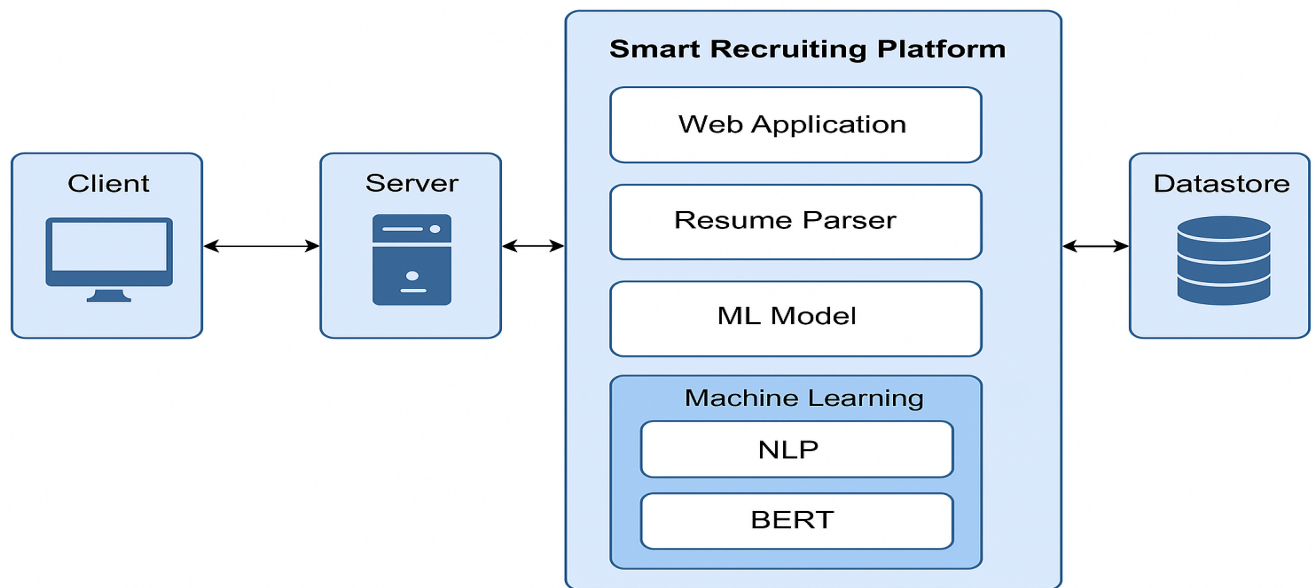 Client
Server
Smart Recruiting Platform
Web Application
Resume Parser
ML Model
Machine Learning
NLP
BERT
Datastore